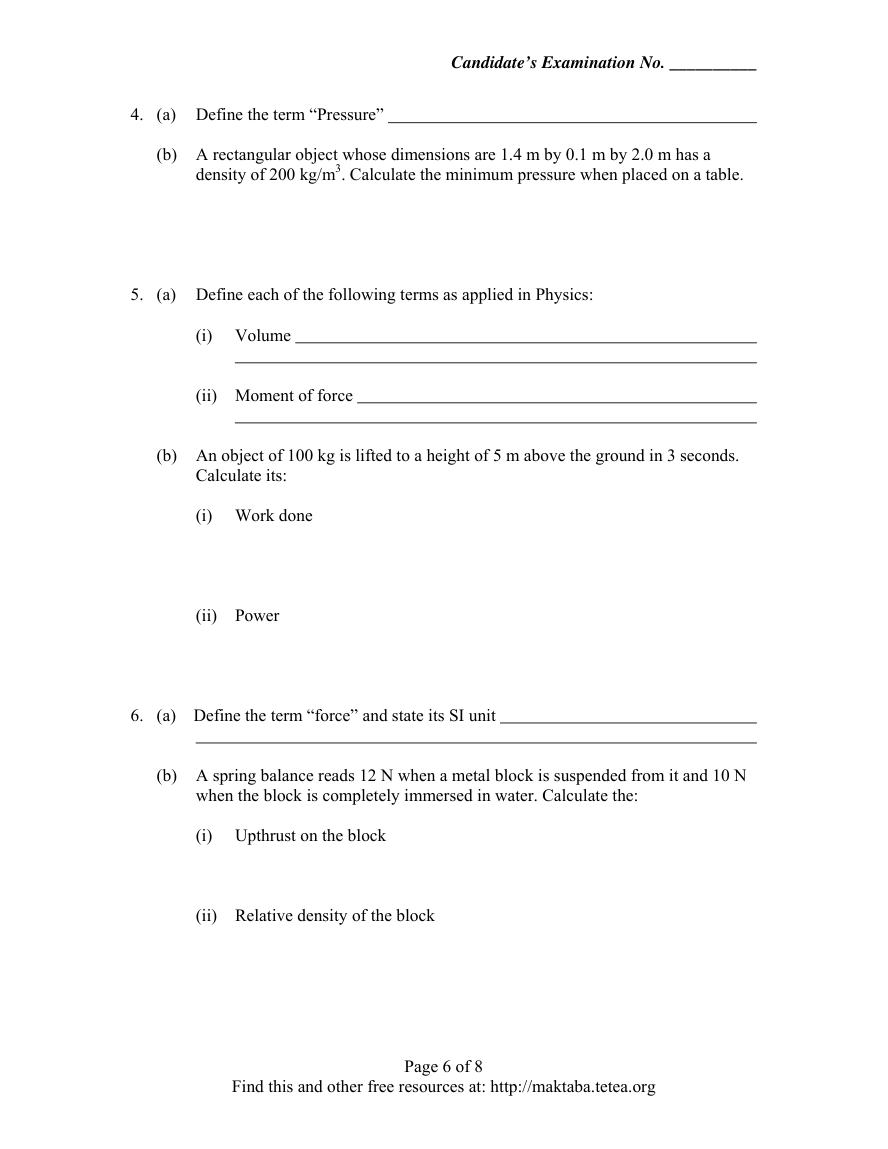 Candidate's Examination No. __________
4. (a) Define the term “Pressure” __________
(b) A rectangular object whose dimensions are 1.4 m by 0.1 m by 2.0 m has a
density of 200 kg/m³. Calculate the minimum pressure when placed on a table.
5. (a) Define each of the following terms as applied in Physics:
(i) Volume __________
__________
(ii) Moment of force __________
__________
(b) An object of 100 kg is lifted to a height of 5 m above the ground in 3 seconds.
Calculate its:
(i) Work done
(ii) Power
6. (a) Define the term “force” and state its SI unit __________
__________
(b) A spring balance reads 12 N when a metal block is suspended from it and 10 N
when the block is completely immersed in water. Calculate the:
(i) Upthrust on the block
(ii) Relative density of the block
Page 6 of 8
Find this and other free resources at: http://maktaba.tetea.org